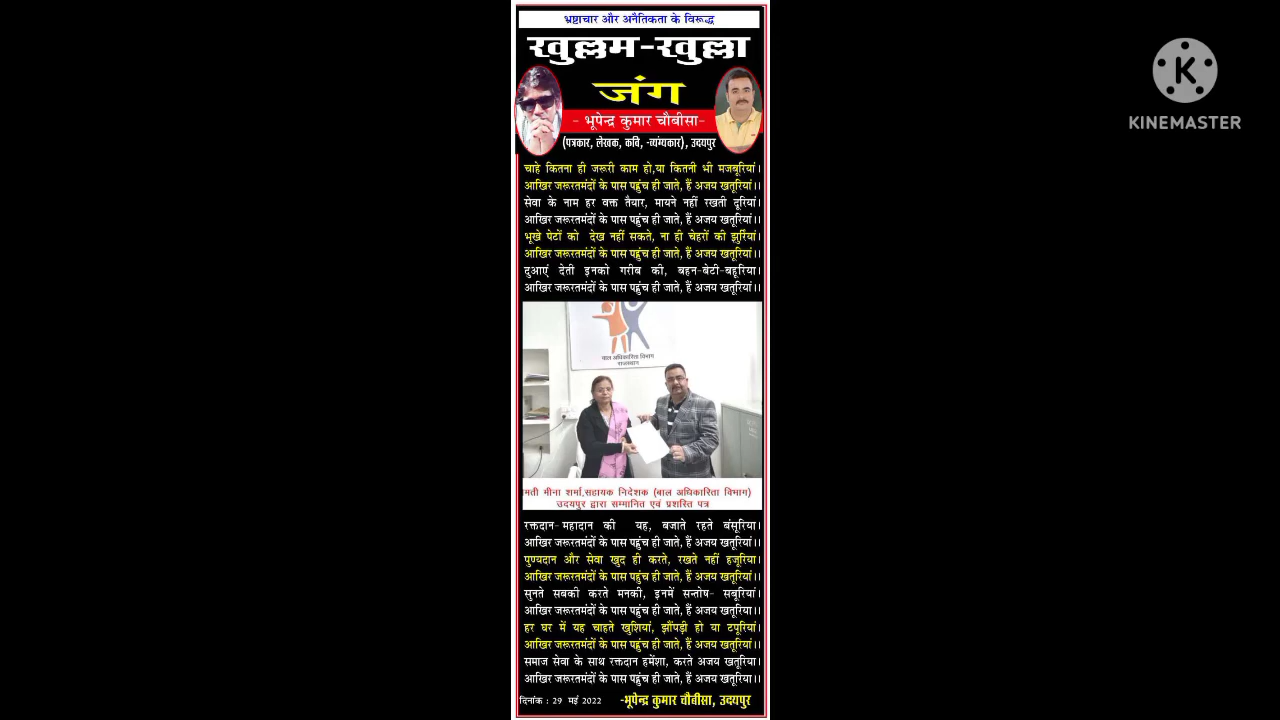 भ्रष्टाचार और अनैतिकता के विरूद्ध
खुल्लम-खुल्ला
जंग
- भूपेन्द्र कुमार चौबीसा-
(पत्रकार, लेखक, कवि, -व्यंग्यकार), उदयपुर
KINEMASTER
चाहे कितना ही जरूरी काम हो,या कितनी भी मजबूरियां।
आखिर जरूरतमंदों के पास पहुंच ही जाते, हैं अजय खतूरियां।।
सेवा के नाम हर वक्त तैयार, मायने नहीं रखती दूरियां।
आखिर जरूरतमंदों के पास पहुंच ही जाते, हैं अजय खतूरियां।।
भूखे पेटों को देख नहीं सकते, ना ही चेहरों की झुर्रियां।
आखिर जरूरतमंदों के पास पहुंच ही जाते, हैं अजय खतूरियां।।
दुआएं देती इनको गरीब की, बहन-बेटी-बहूरिया।
आखिर जरूरतमंदों के पास पहुंच ही जाते, हैं अजय खतूरियां।।
बाल अधिकारिता विभाग
राजस्थान
मती मीना शर्मा,सहायक निदेशक (बाल अधिकारिता विभाग)
उदयपुर द्वारा सम्मानित एवं प्रशस्ति पत्र
रक्तदान-महादान की यह, बजाते रहते बंसूरिया।
आखिर जरूरतमंदों के पास पहुंच ही जाते, हैं अजय खतूरियां।।
पुण्यदान और सेवा खुद ही करते, रखते नहीं हजूरिया।
आखिर जरूरतमंदों के पास पहुंच ही जाते, हैं अजय खतूरियां।।
सुनते सबकी करते मनकी, इनमें सन्तोष- सबूरियां।
आखिर जरूरतमंदों के पास पहुंच ही जाते, हैं अजय खतूरिया।।
हर घर में यह चाहते खुशियां, झौंपड़ी हो या टपूरियां।
आखिर जरूरतमंदों के पास पहुंच ही जाते, हैं अजय खतूरियां।।
समाज सेवा के साथ रक्तदान हमेंशा, करते अजय खतूरिया।
आखिर जरूरतमंदों के पास पहुंच ही जाते, हैं अजय खतूरिया।।
दिनांक : 29 मई 2022 -भूपेन्द्र कुमार चौबीसा, उदयपुर